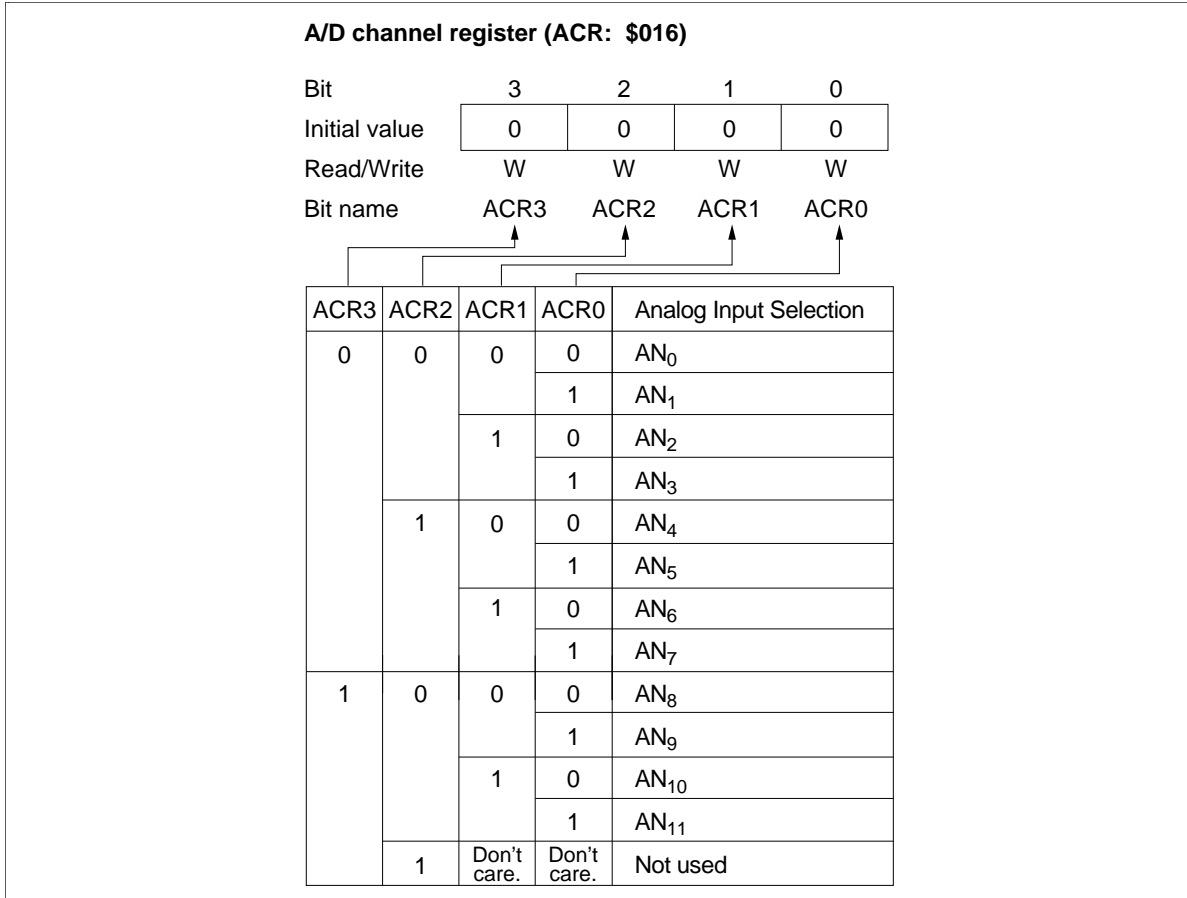 A/D channel register (ACR: $016)
Bit 3 2 1 0
Initial value 0 0 0 0
Read/Write W W W W
Bit name ACR3 ACR2 ACR1 ACR0
ACR3 ACR2 ACR1 ACR0 Analog Input Selection
0 0 0 0 AN0
1 AN1
1 0 AN2
1 AN3
1 0 0 AN4
1 AN5
1 0 AN6
1 AN7
1 0 0 0 AN8
1 AN9
1 0 AN10
1 AN11
1 Don't care. Don't care. Not used